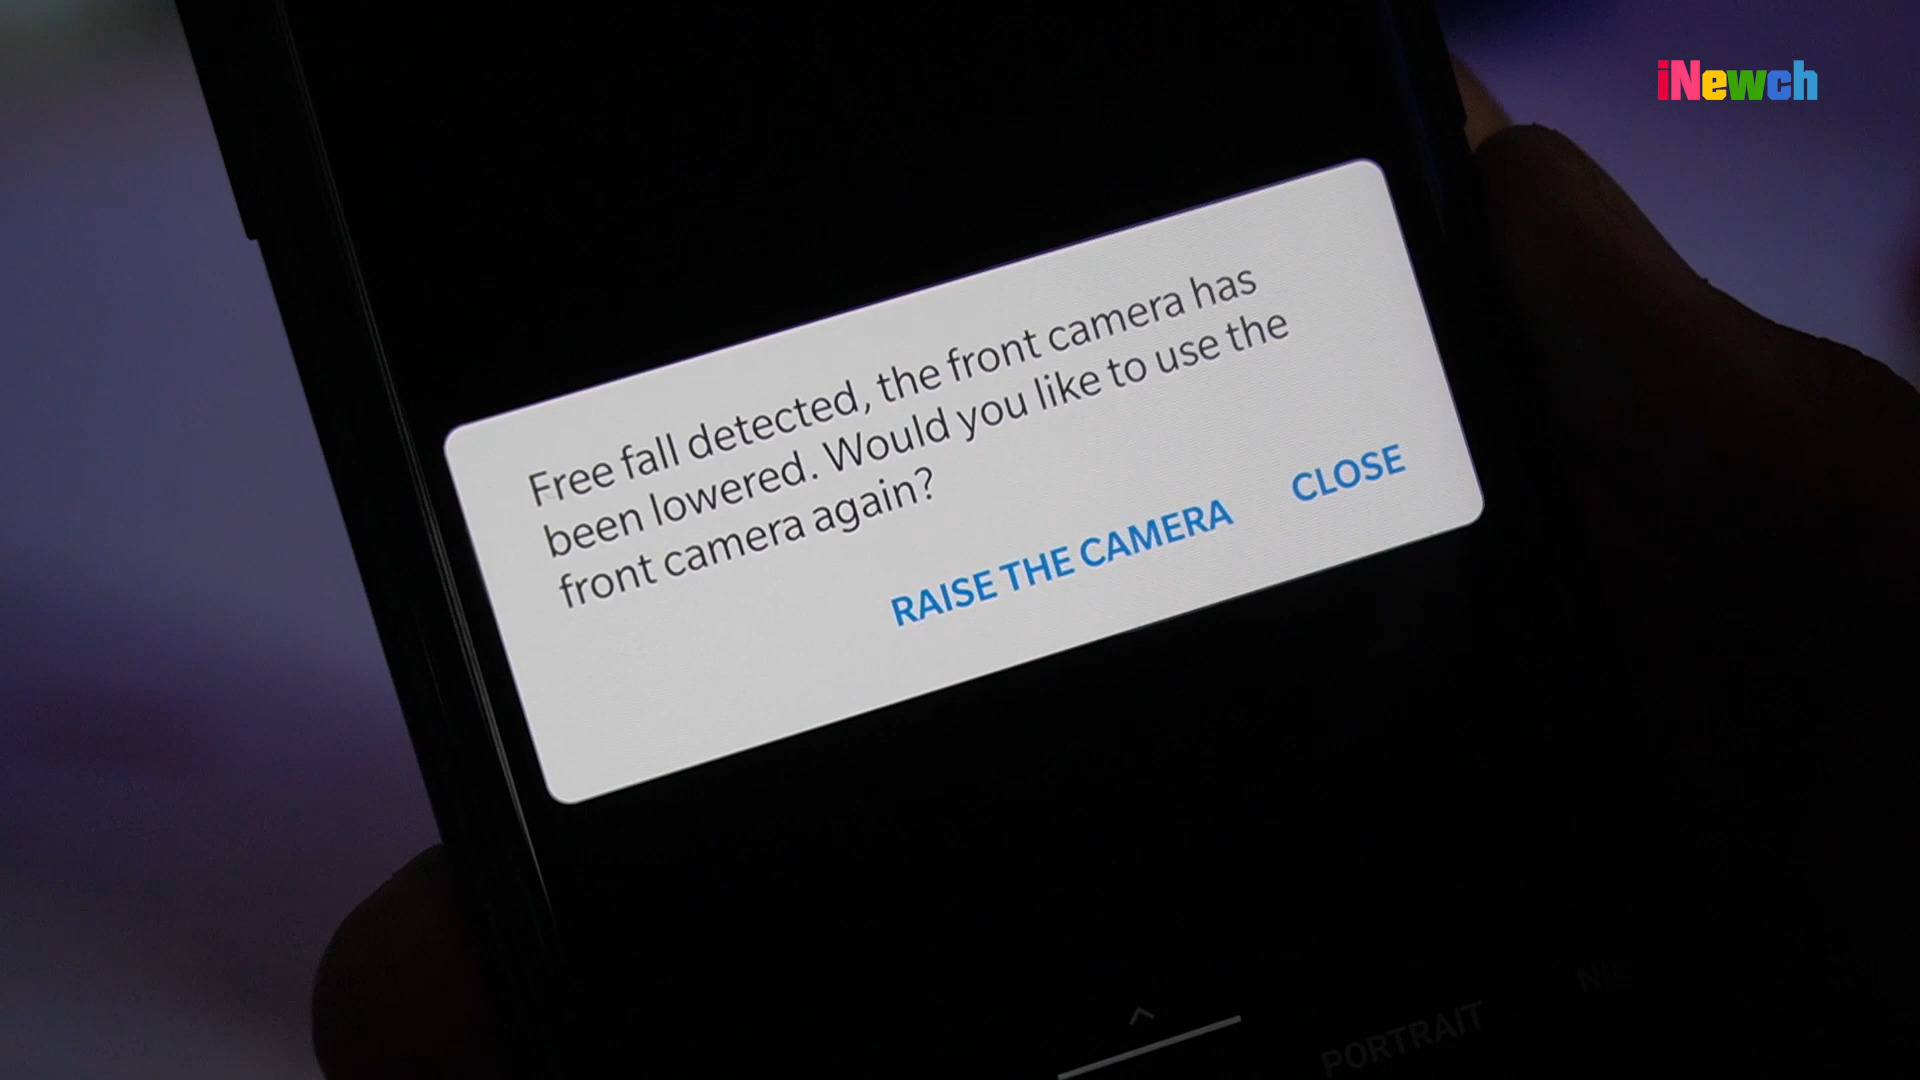 iNewch
Free fall detected, the front camera has
been lowered. Would you like to use the
front camera again?
RAISE THE CAMERA CLOSE
PORTRAIT